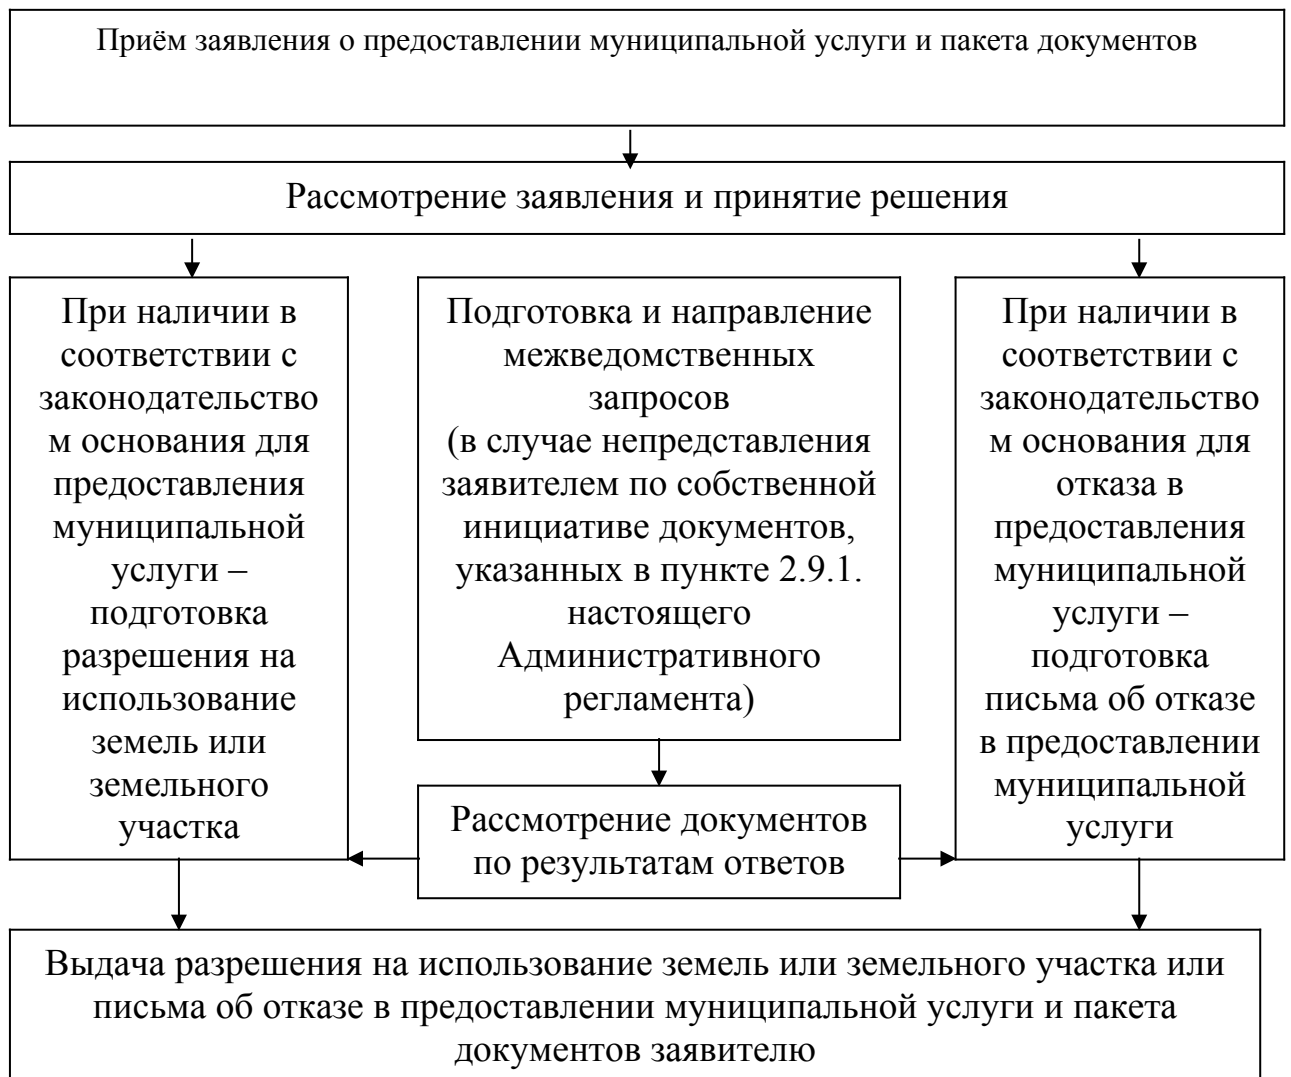 Приём заявления о предоставлении муниципальной услуги и пакета документов
Рассмотрение заявления и принятие решения
При наличии в
соответствии с
законодательство
м основания для
предоставления
муниципальной
услуги –
подготовка
разрешения на
использование
земель или
земельного
участка
Подготовка и направление
межведомственных
запросов
(в случае непредставления
заявителем по собственной
инициативе документов,
указанных в пункте 2.9.1.
настоящего
Административного
регламента)
Рассмотрение документов
по результатам ответов
При наличии в
соответствии с
законодательство
м основания для
отказа в
предоставления
муниципальной
услуги –
подготовка
письма об отказе
в предоставлении
муниципальной
услуги
Выдача разрешения на использование земель или земельного участка или
письма об отказе в предоставлении муниципальной услуги и пакета
документов заявителю